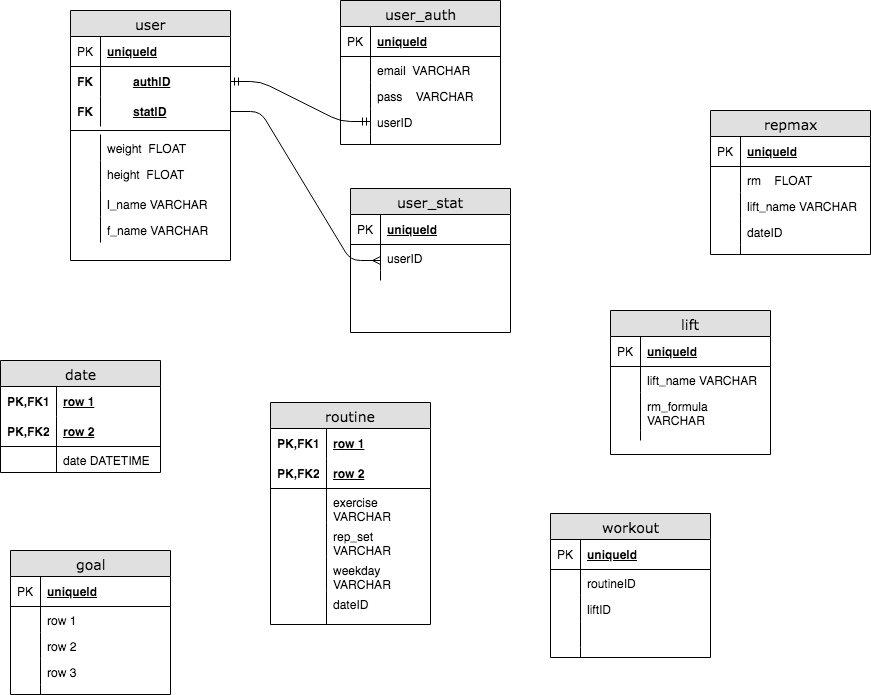 user
PK uniqueId
FK authID
FK statID
weight FLOAT
height FLOAT
l_name VARCHAR
f_name VARCHAR
user_auth
PK uniqueId
email VARCHAR
pass VARCHAR
userID
user_stat
PK uniqueId
userID
repmax
PK uniqueId
rm FLOAT
lift_name VARCHAR
dateID
lift
PK uniqueId
lift_name VARCHAR
rm_formula
VARCHAR
date
PK,FK1 row 1
PK,FK2 row 2
date DATETIME
routine
PK,FK1 row 1
PK,FK2 row 2
exercise
VARCHAR
rep_set
VARCHAR
weekday
VARCHAR
dateID
workout
PK uniqueId
routineID
liftID
goal
PK uniqueId
row 1
row 2
row 3